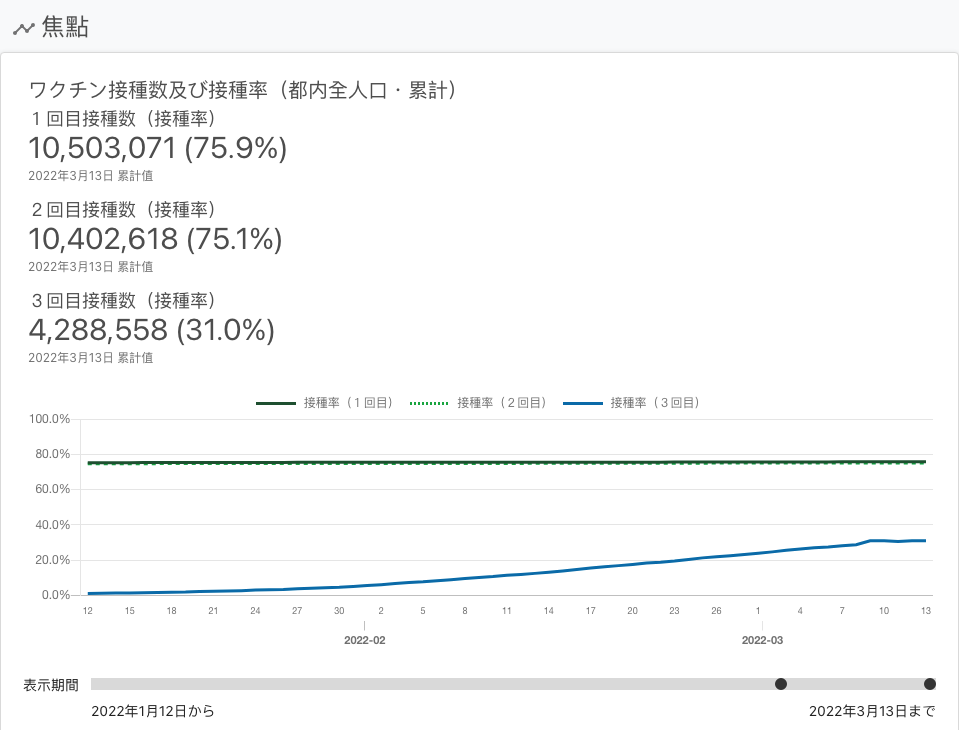 焦點
ワクチン接種数及び接種率（都内全人口・累計）
１回目接種数（接種率）
10,503,071 (75.9%)
2022年3月13日 累計値
２回目接種数（接種率）
10,402,618 (75.1%)
2022年3月13日 累計値
３回目接種数（接種率）
4,288,558 (31.0%)
2022年3月13日 累計値
接種率（１回目） 接種率（２回目） 接種率（３回目）
100.0%
80.0%
60.0%
40.0%
20.0%
0.0%
12 15 18 21 24 27 30 2 5 8 11 14 17 20 23 26 1 4 7 10 13
2022-02 2022-03
表示期間
2022年1月12日から 2022年3月13日まで